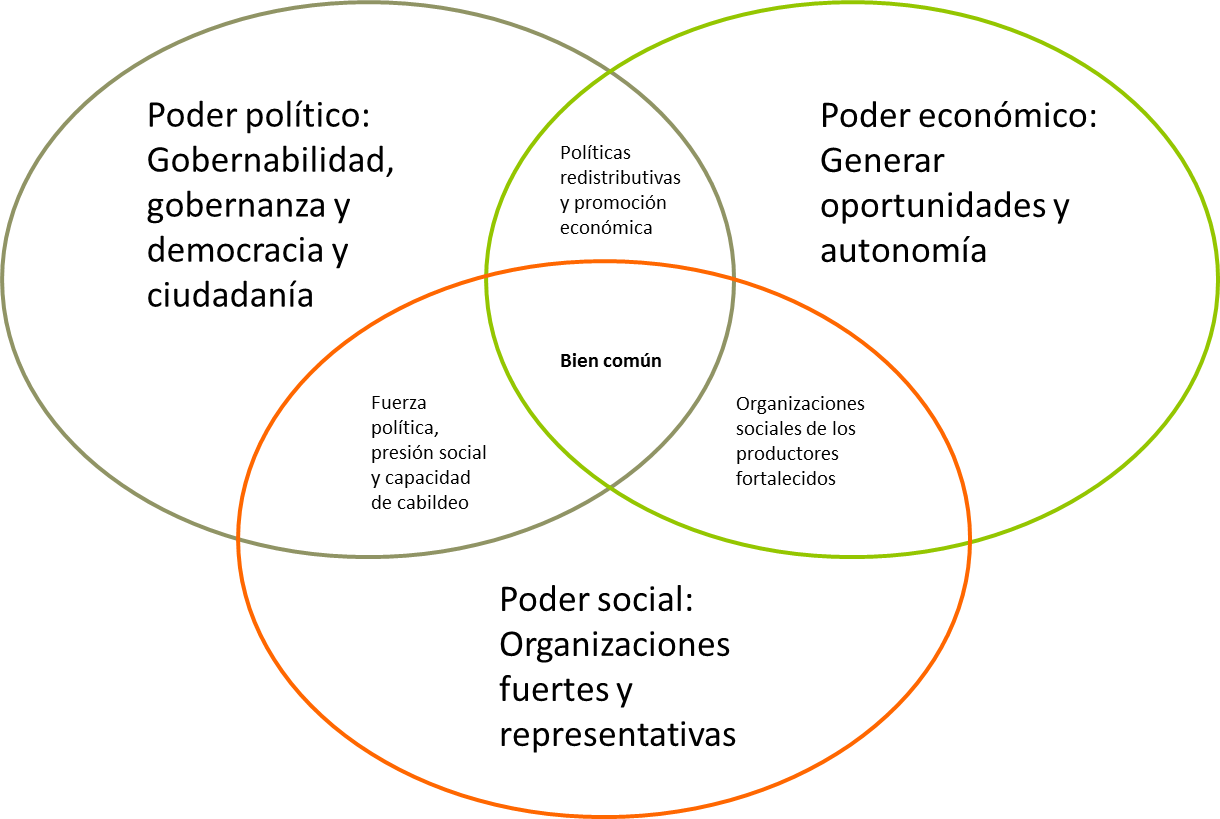 Poder político:
Gobernabilidad,
gobernanza y
democracia y
ciudadanía
Políticas
redistributivas
y promoción
económica
Poder económico:
Generar
oportunidades y
autonomía
Bien común
Fuerza
política,
presión social
y capacidad
de cabildeo
Organizaciones
sociales de los
productores
fortalecidos
Poder social:
Organizaciones
fuertes y
representativas